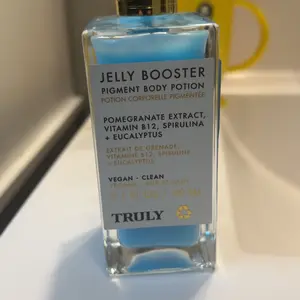 JELLY BOOSTER
PIGMENT BODY POTION
POTION CORPORELLE PIGMENTÉE
POMEGRANATE EXTRACT,
VITAMIN B12, SPIRULINA
+ EUCALYPTUS
EXTRAIT DE GRENADE,
VITAMINE B12, SPIRULINE
+ EUCALYPTUS
VEGAN - CLEAN
TRULY